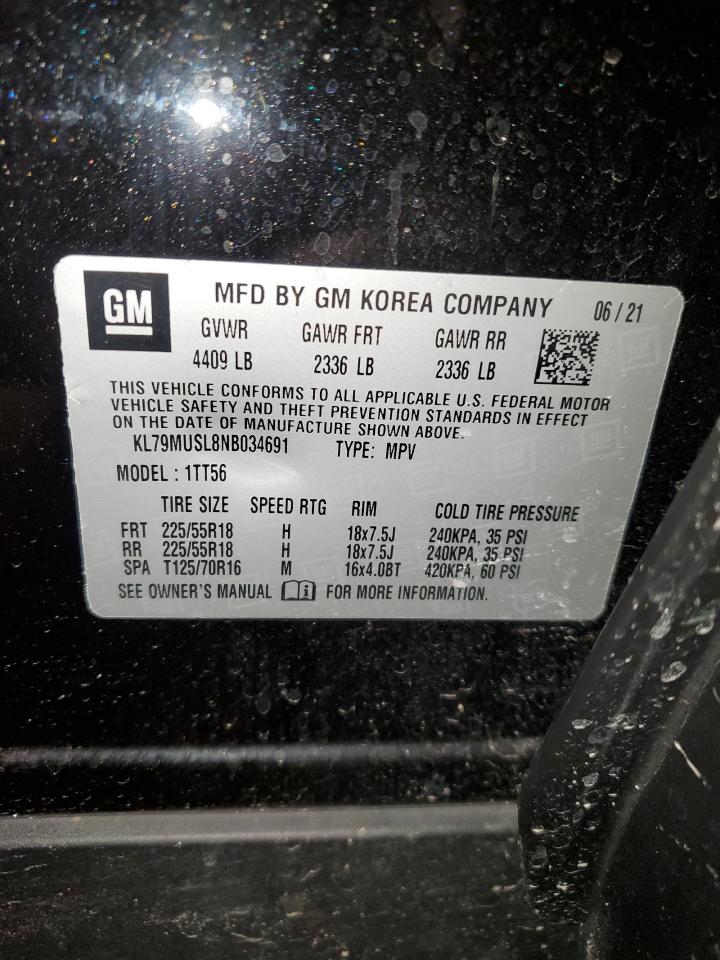 GM
MFD BY GM KOREA COMPANY 06 / 21
GVWR GAWR FRT GAWR RR
4409 LB 2336 LB 2336 LB
THIS VEHICLE CONFORMS TO ALL APPLICABLE U.S. FEDERAL MOTOR
VEHICLE SAFETY AND THEFT PREVENTION STANDARDS IN EFFECT
ON THE DATE OF MANUFACTURE SHOWN ABOVE.
KL79MUSL8NB034691 TYPE: MPV
MODEL : 1TT56
TIRE SIZE SPEED RTG RIM COLD TIRE PRESSURE
FRT 225/55R18 H 18x7.5J 240KPA, 35 PSI
RR 225/55R18 H 18x7.5J 240KPA, 35 PSI
SPA T125/70R16 M 16x4.0BT 420KPA, 60 PSI
SEE OWNER'S MANUAL FOR MORE INFORMATION.